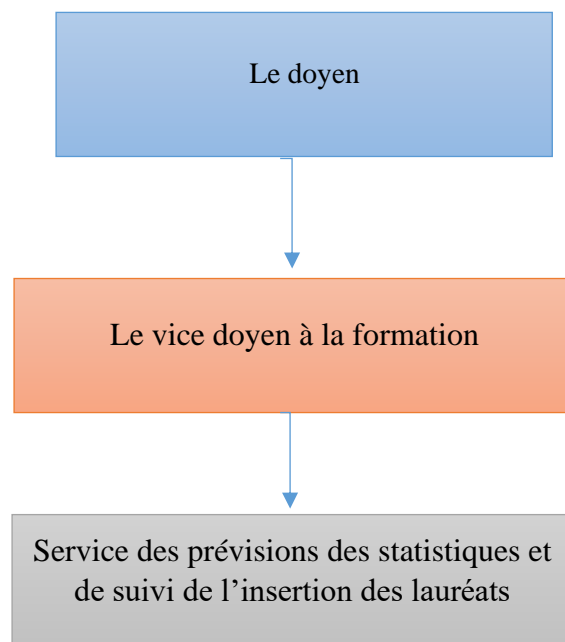 Le doyen
Le vice doyen à la formation
Service des prévisions des statistiques et
de suivi de l’insertion des lauréats